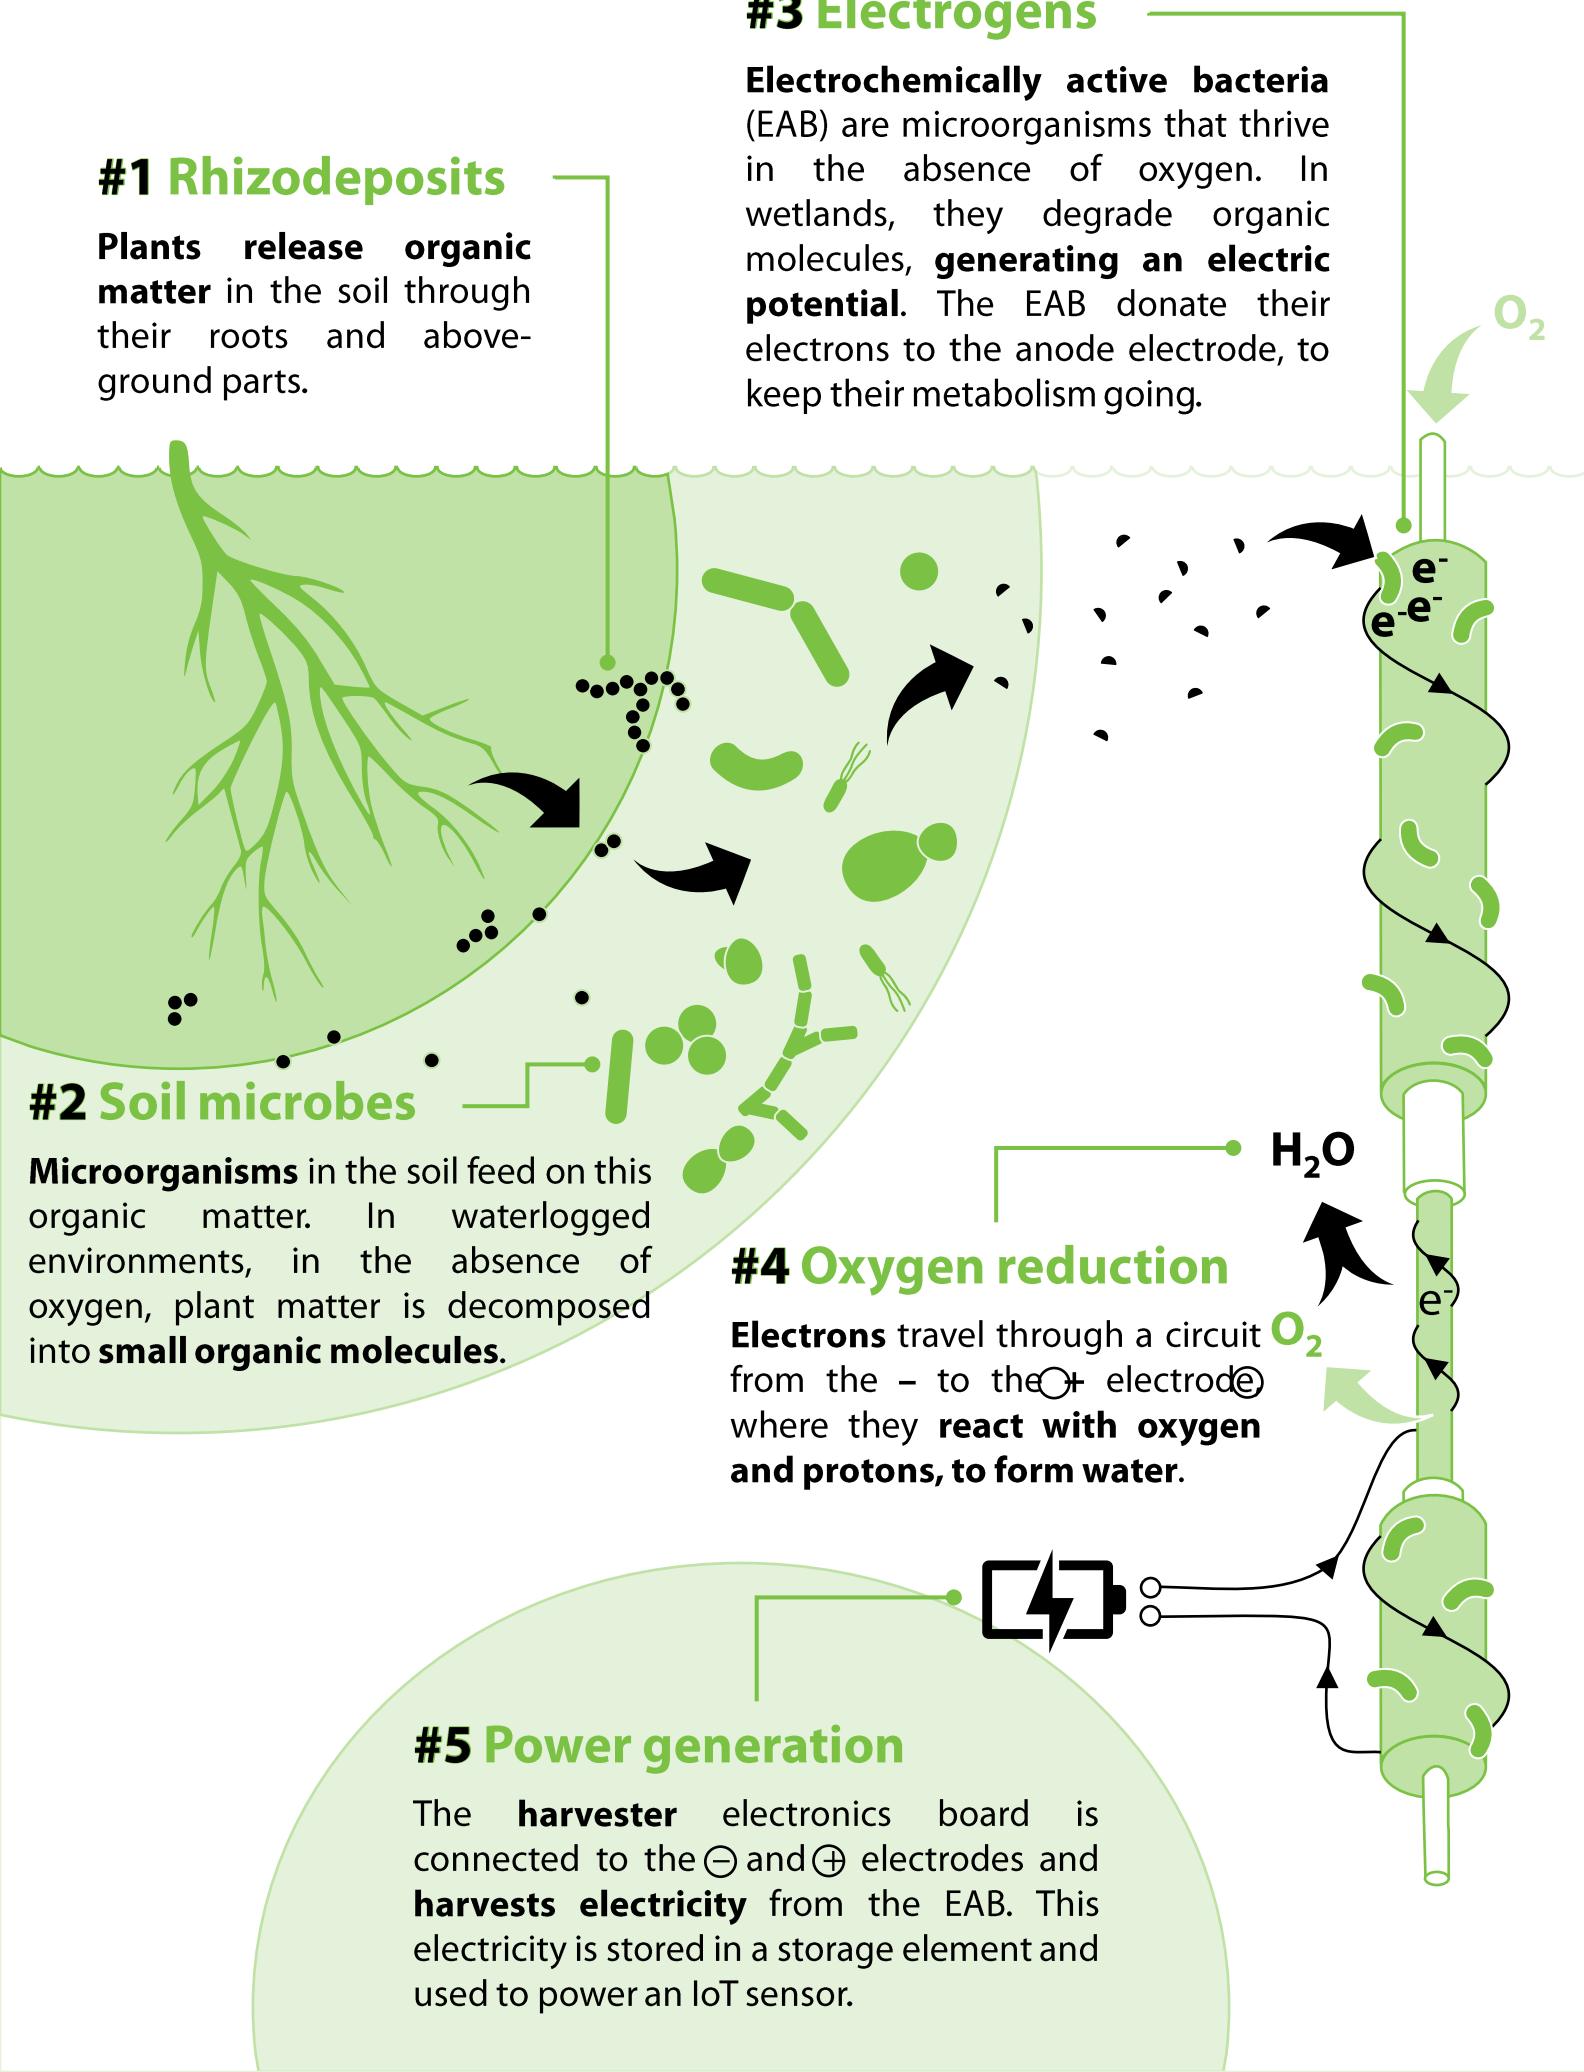 #3 Electrogens
Electrochemically active bacteria
(EAB) are microorganisms that thrive
in the absence of oxygen. In
wetlands, they degrade organic
molecules, generating an electric
potential. The EAB donate their
electrons to the anode electrode, to
keep their metabolism going.
#1 Rhizodeposits
Plants release organic
matter in the soil through
their roots and above-
ground parts.
O2
e-
e-
e-
#2 Soil microbes
Microorganisms in the soil feed on this
organic matter. In waterlogged
environments, in the absence of
oxygen, plant matter is decomposed
into small organic molecules.
H2O
#4 Oxygen reduction
Electrons travel through a circuit
from the – to the + electrode,
where they react with oxygen
and protons, to form water.
O2
e-
#5 Power generation
The harvester electronics board is
connected to the ⊖ and ⊕ electrodes and
harvests electricity from the EAB. This
electricity is stored in a storage element and
used to power an IoT sensor.